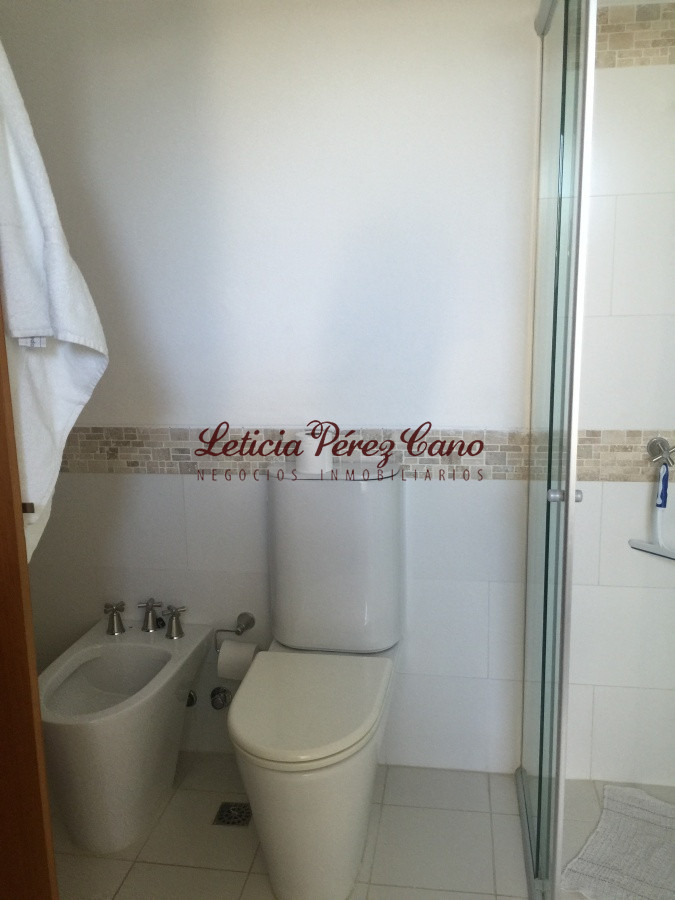 Leticia Pérez Cano
NEGOCIOS INMOBILIARIOS